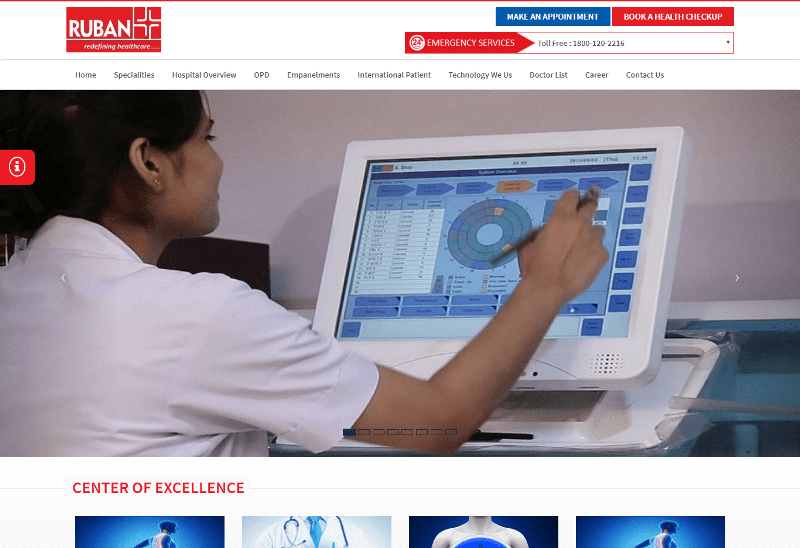 RUBAN
redefining healthcare .....
MAKE AN APPOINTMENT
BOOK A HEALTH CHECKUP
24
EMERGENCY SERVICES
Toll Free : 1800-120-2216
Home
Specialities
Hospital Overview
OPD
Empanelments
International Patient
Technology We Us
Doctor List
Career
Contact Us
System Overview
CENTER OF EXCELLENCE